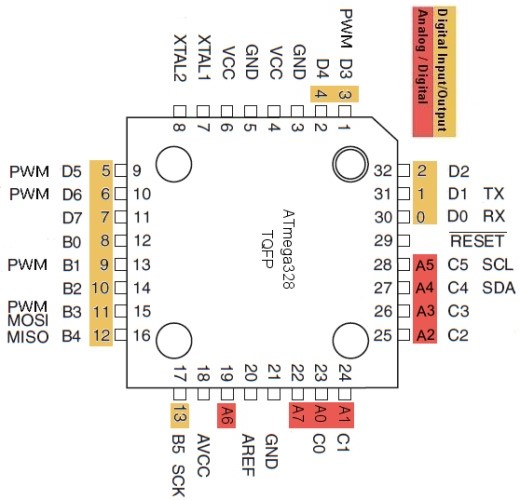 PWM
XTAL2 XTAL1 VCC GND VCC GND D4 D3
4 3
8 7 6 5 4 3 2 1
Digital Input/Output
Analog / Digital
PWM D5 5 9
PWM D6 6 10
D7 7 11
B0 8 12
PWM B1 9 13
B2 10 14
PWM
MOSI B3 11 15
MISO B4 12 16
ATmega328
TQFP
32 2 D2
31 1 D1 TX
30 0 D0 RX
29 RESET
28 A5 C5 SCL
27 A4 C4 SDA
26 A3 C3
25 A2 C2
17 18 19 20 21 22 23 24
13 A6 A7 A0 A1
B5 SCK AVCC AREF GND C0 C1